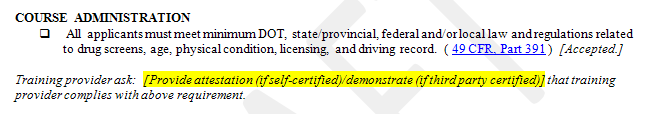 COURSE ADMINISTRATION
❑ All applicants must meet minimum DOT, state/provincial, federal and/or local law and regulations related
to drug screens, age, physical condition, licensing, and driving record. ( 49 CFR, Part 391 ) [Accepted.]
Training provider ask: [Provide attestation (if self-certified)/demonstrate (if third party certified)] that training
provider complies with above requirement.